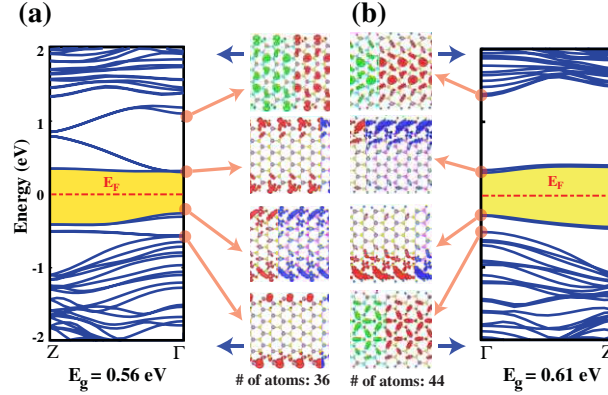 (a)
(b)
2
1
0
-1
-2
Energy (eV)
E_F
E_F
Z
Γ
Γ
Z
E_g = 0.56 eV
# of atoms: 36
# of atoms: 44
E_g = 0.61 eV